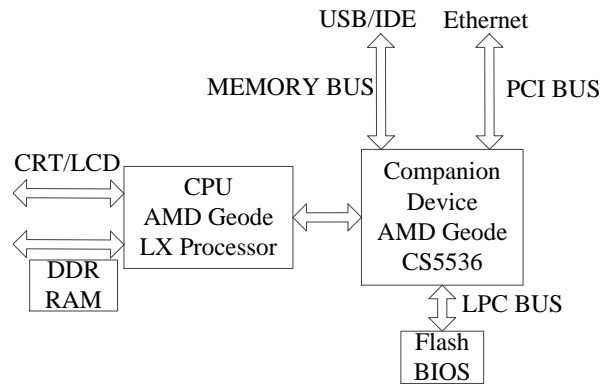 USB/IDE
Ethernet
MEMORY BUS
PCI BUS
CRT/LCD
CPU
AMD Geode
LX Processor
Companion
Device
AMD Geode
CS5536
DDR
RAM
LPC BUS
Flash
BIOS